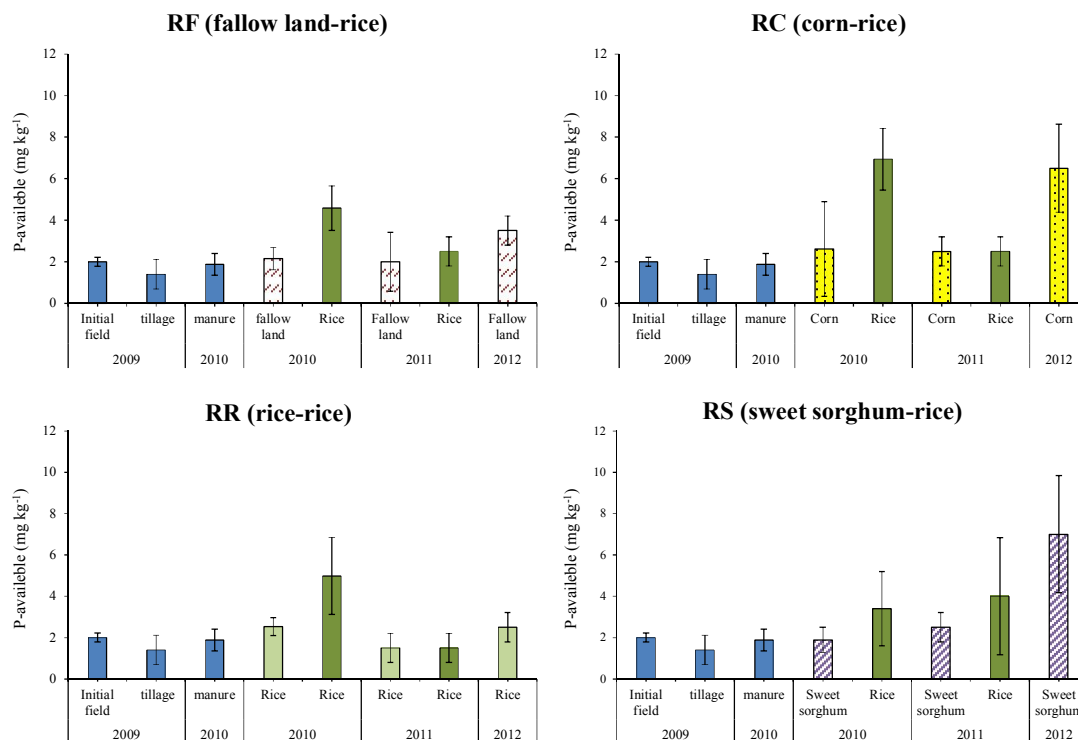 RF (fallow land-rice)
P-availeble (mg kg-1)
12
10
8
6
4
2
0
Initial field
tillage
manure
fallow land
Rice
Fallow land
Rice
Fallow land
2009
2010
2010
2011
2012
RC (corn-rice)
P-availeble (mg kg-1)
12
10
8
6
4
2
0
Initial field
tillage
manure
Corn
Rice
Corn
Rice
Corn
2009
2010
2010
2011
2012
RR (rice-rice)
P-availeble (mg kg-1)
12
10
8
6
4
2
0
Initial field
tillage
manure
Rice
Rice
Rice
Rice
Rice
2009
2010
2010
2011
2012
RS (sweet sorghum-rice)
P-availeble (mg kg-1)
12
10
8
6
4
2
0
Initial field
tillage
manure
Sweet sorghum
Rice
Sweet sorghum
Rice
Sweet sorghum
2009
2010
2010
2011
2012